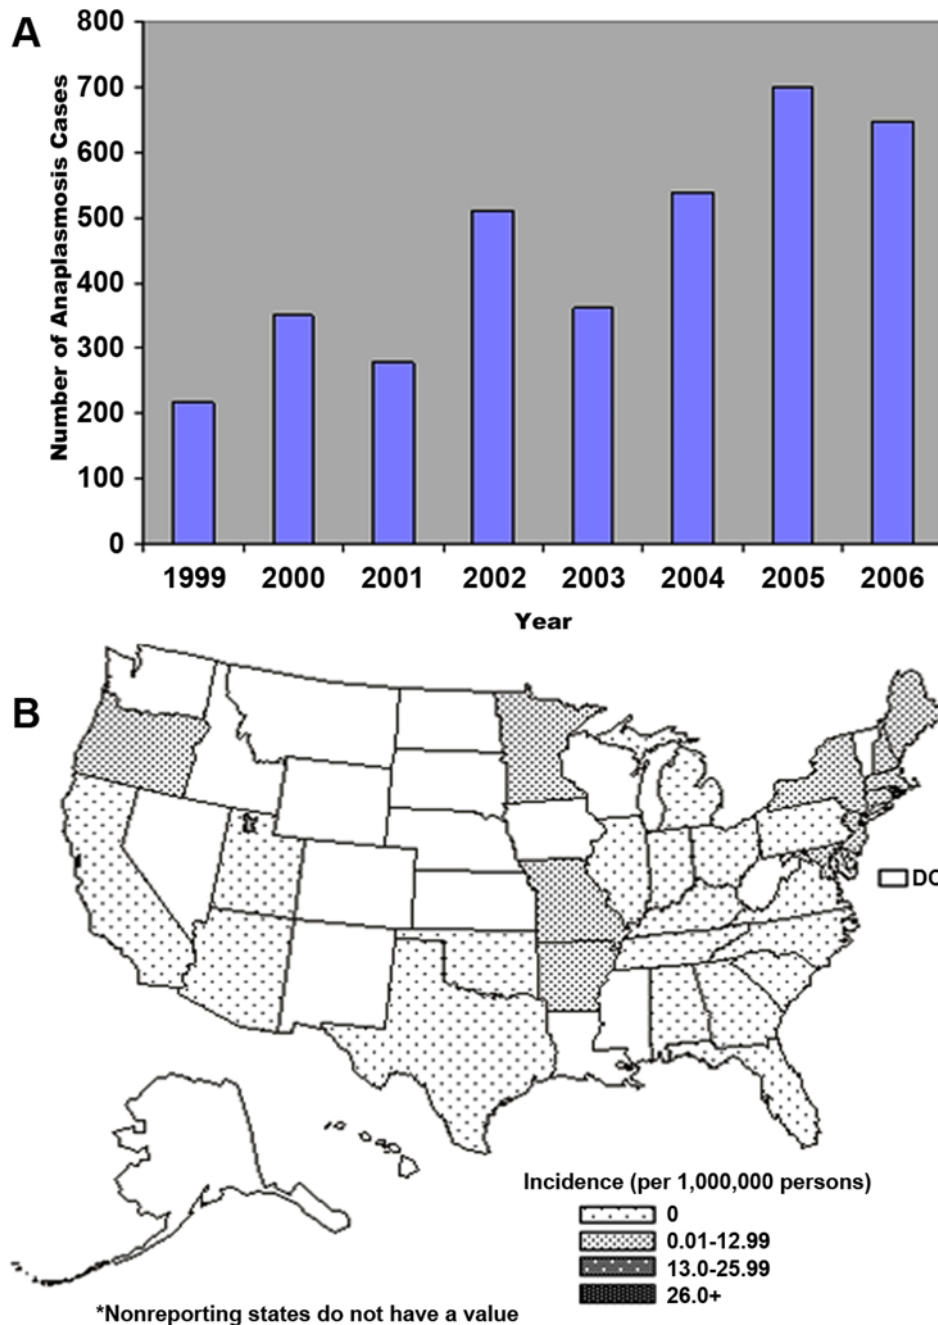 A
Number of Anaplasmosis Cases
800
700
600
500
400
300
200
100
0
1999 2000 2001 2002 2003 2004 2005 2006
Year
B
DC
Incidence (per 1,000,000 persons)
0
0.01-12.99
13.0-25.99
26.0+
*Nonreporting states do not have a value